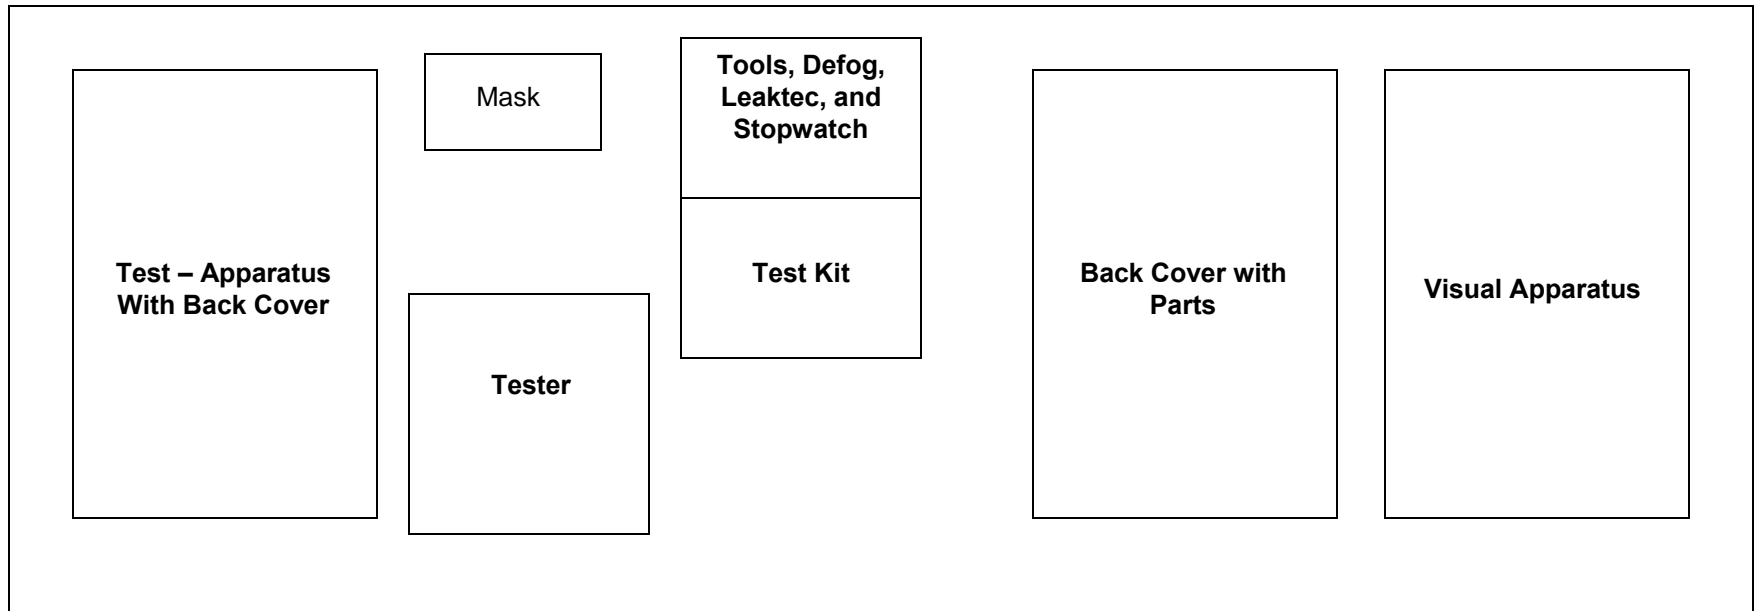 Test – Apparatus
With Back Cover
Mask
Tester
Tools, Defog,
Leaktec, and
Stopwatch
Test Kit
Back Cover with
Parts
Visual Apparatus